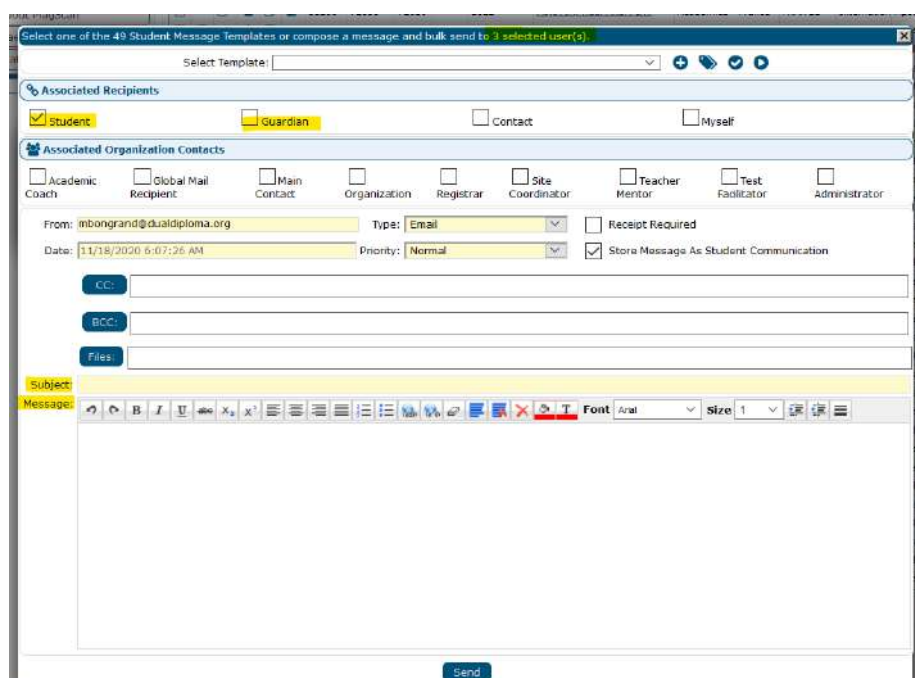 Select one of the 49 Student Message Templates or compose a message and bulk send to 3 selected user(s).
Select Template:
Associated Recipients
Student Guardian Contact Myself
Associated Organization Contacts
Academic Coach Global Mail Recipient Main Contact Organization Registrar Site Coordinator Teacher Mentor Test Facilitator Administrator
From: mbongrand@dualdiploma.org Type: Email Receipt Required
Date: 11/18/2020 6:07:26 AM Priority: Normal Store Message As Student Communication
CC:
BCC:
Files:
Subject:
Message: B I U abc X₂ X² Font Arial Size 1
Send